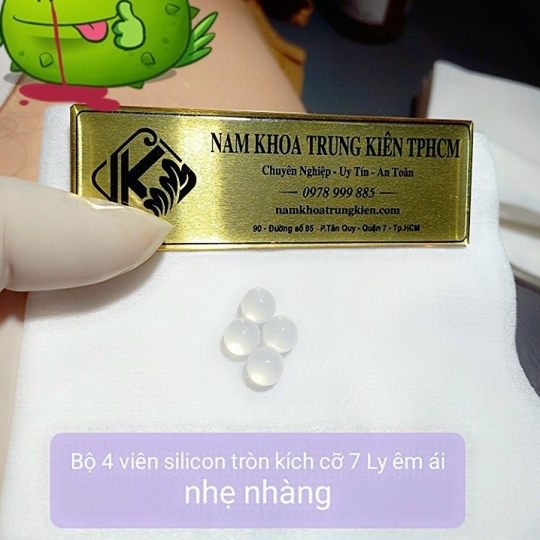 NAM KHOA TRUNG KIÊN TPHCM
Chuyên Nghiệp - Uy Tín - An Toàn
0978 999 885
namkhoatrungkien.com
90 - Đường số 85 - P.Tân Quy - Quận 7 - Tp.HCM
Bộ 4 viên silicon tròn kích cỡ 7 Ly êm ái
nhẹ nhàng